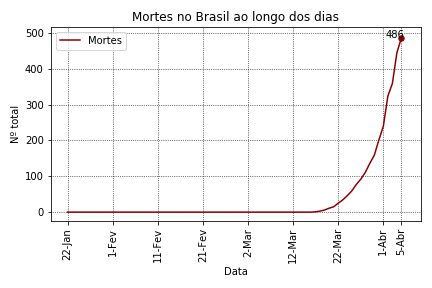 Mortes no Brasil ao longo dos dias
486
Mortes
500
400
300
200
100
0
Nº total
22-Jan
1-Fev
11-Fev
21-Fev
2-Mar
12-Mar
22-Mar
1-Abr
5-Abr
Data